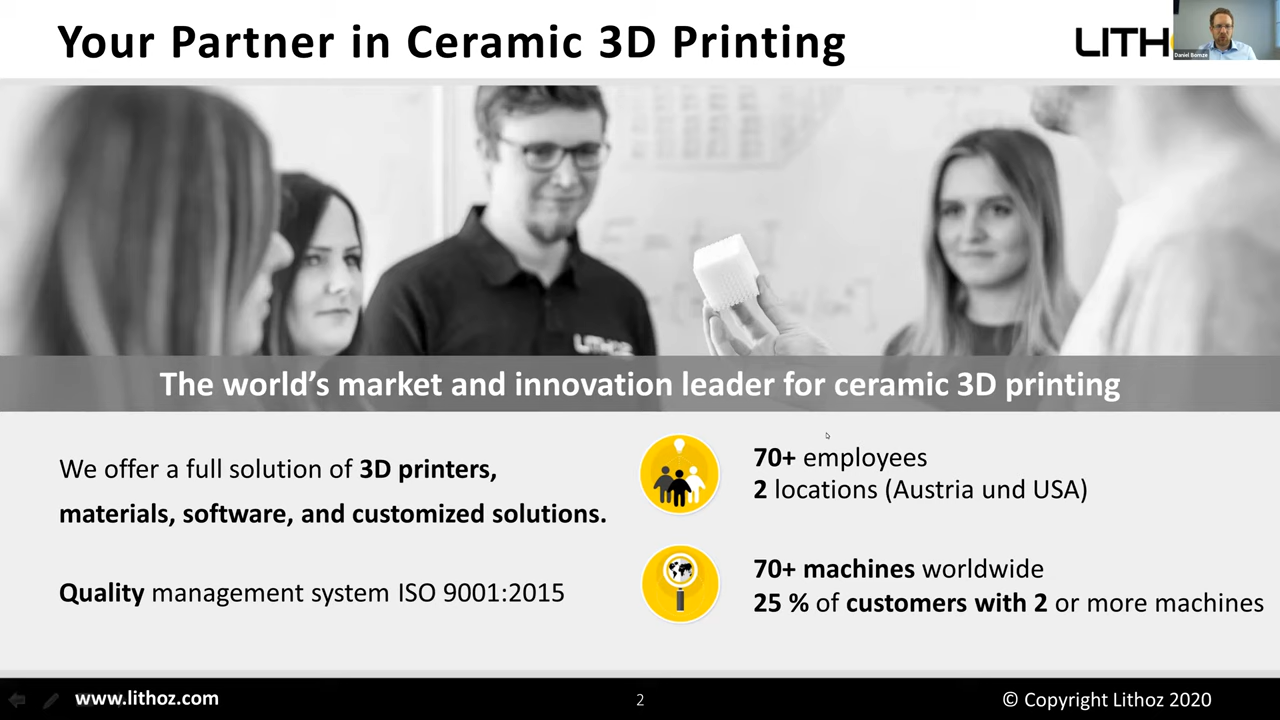 Your Partner in Ceramic 3D Printing
LITH
Daniel Bomze
LITHOZ
The world's market and innovation leader for ceramic 3D printing
We offer a full solution of 3D printers,
materials, software, and customized solutions.
Quality management system ISO 9001:2015
70+ employees
2 locations (Austria und USA)
70+ machines worldwide
25 % of customers with 2 or more machines
www.lithoz.com
2
© Copyright Lithoz 2020